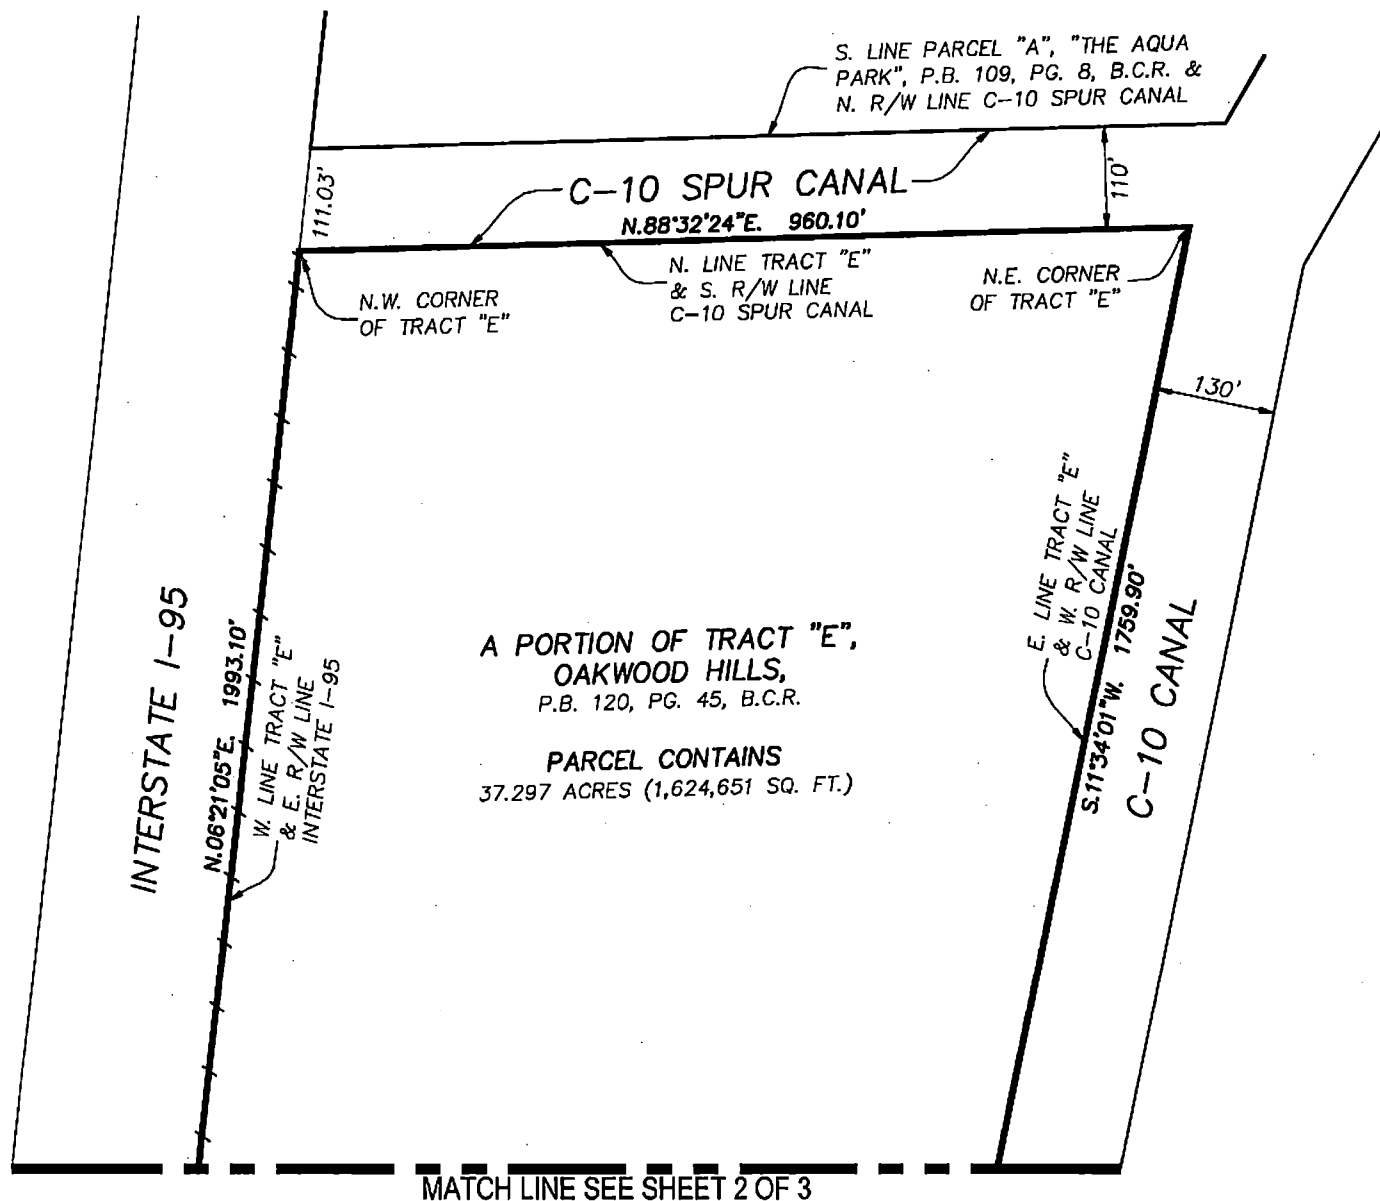 S. LINE PARCEL "A", "THE AQUA
PARK", P.B. 109, PG. 8, B.C.R. &
N. R/W LINE C-10 SPUR CANAL
111.03'
C-10 SPUR CANAL
110'
N.88°32'24"E. 960.10'
N. LINE TRACT "E"
& S. R/W LINE
C-10 SPUR CANAL
N.E. CORNER
OF TRACT "E"
N.W. CORNER
OF TRACT "E"
130'
E. LINE TRACT "E"
& W. R/W LINE
C-10 CANAL
S.11°34'01"W. 1759.90'
C-10 CANAL
INTERSTATE I-95
N.06°21'05"E. 1993.10'
W. LINE TRACT "E"
& E. R/W LINE
INTERSTATE I-95
A PORTION OF TRACT "E",
OAKWOOD HILLS,
P.B. 120, PG. 45, B.C.R.
PARCEL CONTAINS
37.297 ACRES (1,624,651 SQ. FT.)
MATCH LINE SEE SHEET 2 OF 3